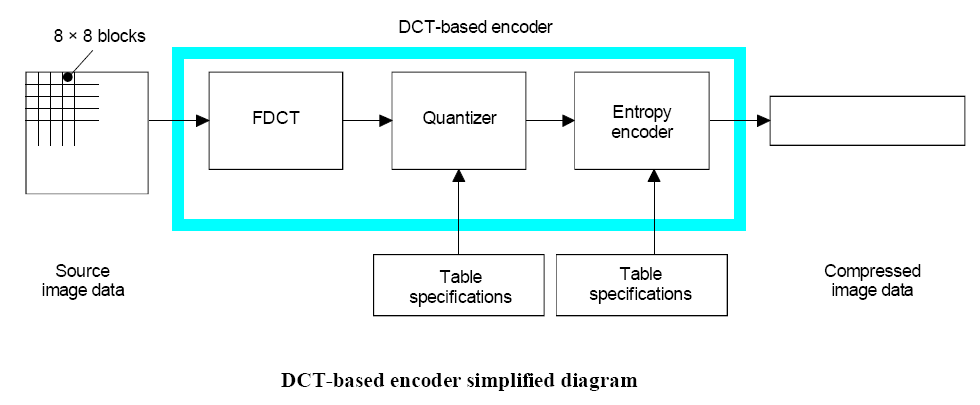 DCT-based encoder
8 × 8 blocks
FDCT
Quantizer
Entropy
encoder
Source
image data
Table
specifications
Table
specifications
Compressed
image data
DCT-based encoder simplified diagram